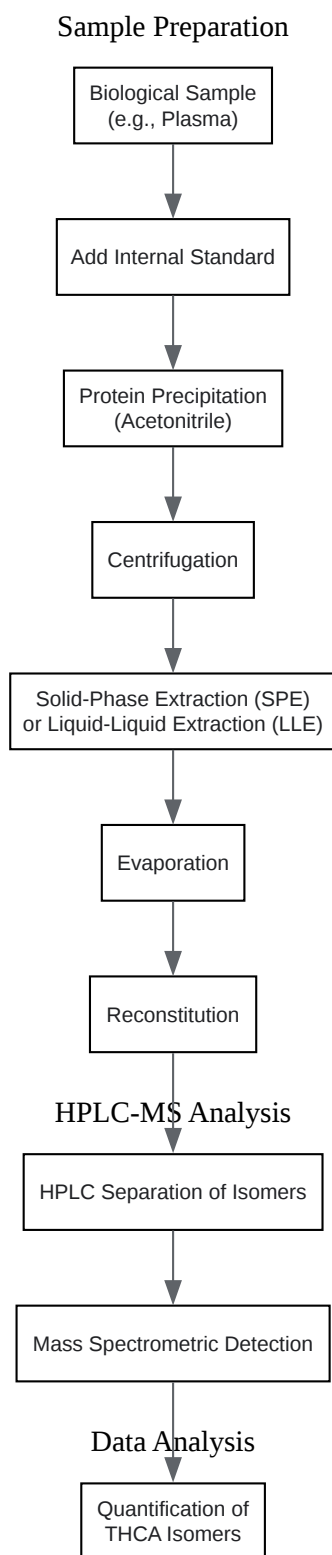 Sample Preparation
Biological Sample
(e.g., Plasma)
Add Internal Standard
Protein Precipitation
(Acetonitrile)
Centrifugation
Solid-Phase Extraction (SPE)
or Liquid-Liquid Extraction (LLE)
Evaporation
Reconstitution
HPLC-MS Analysis
HPLC Separation of Isomers
Mass Spectrometric Detection
Data Analysis
Quantification of
THCA Isomers